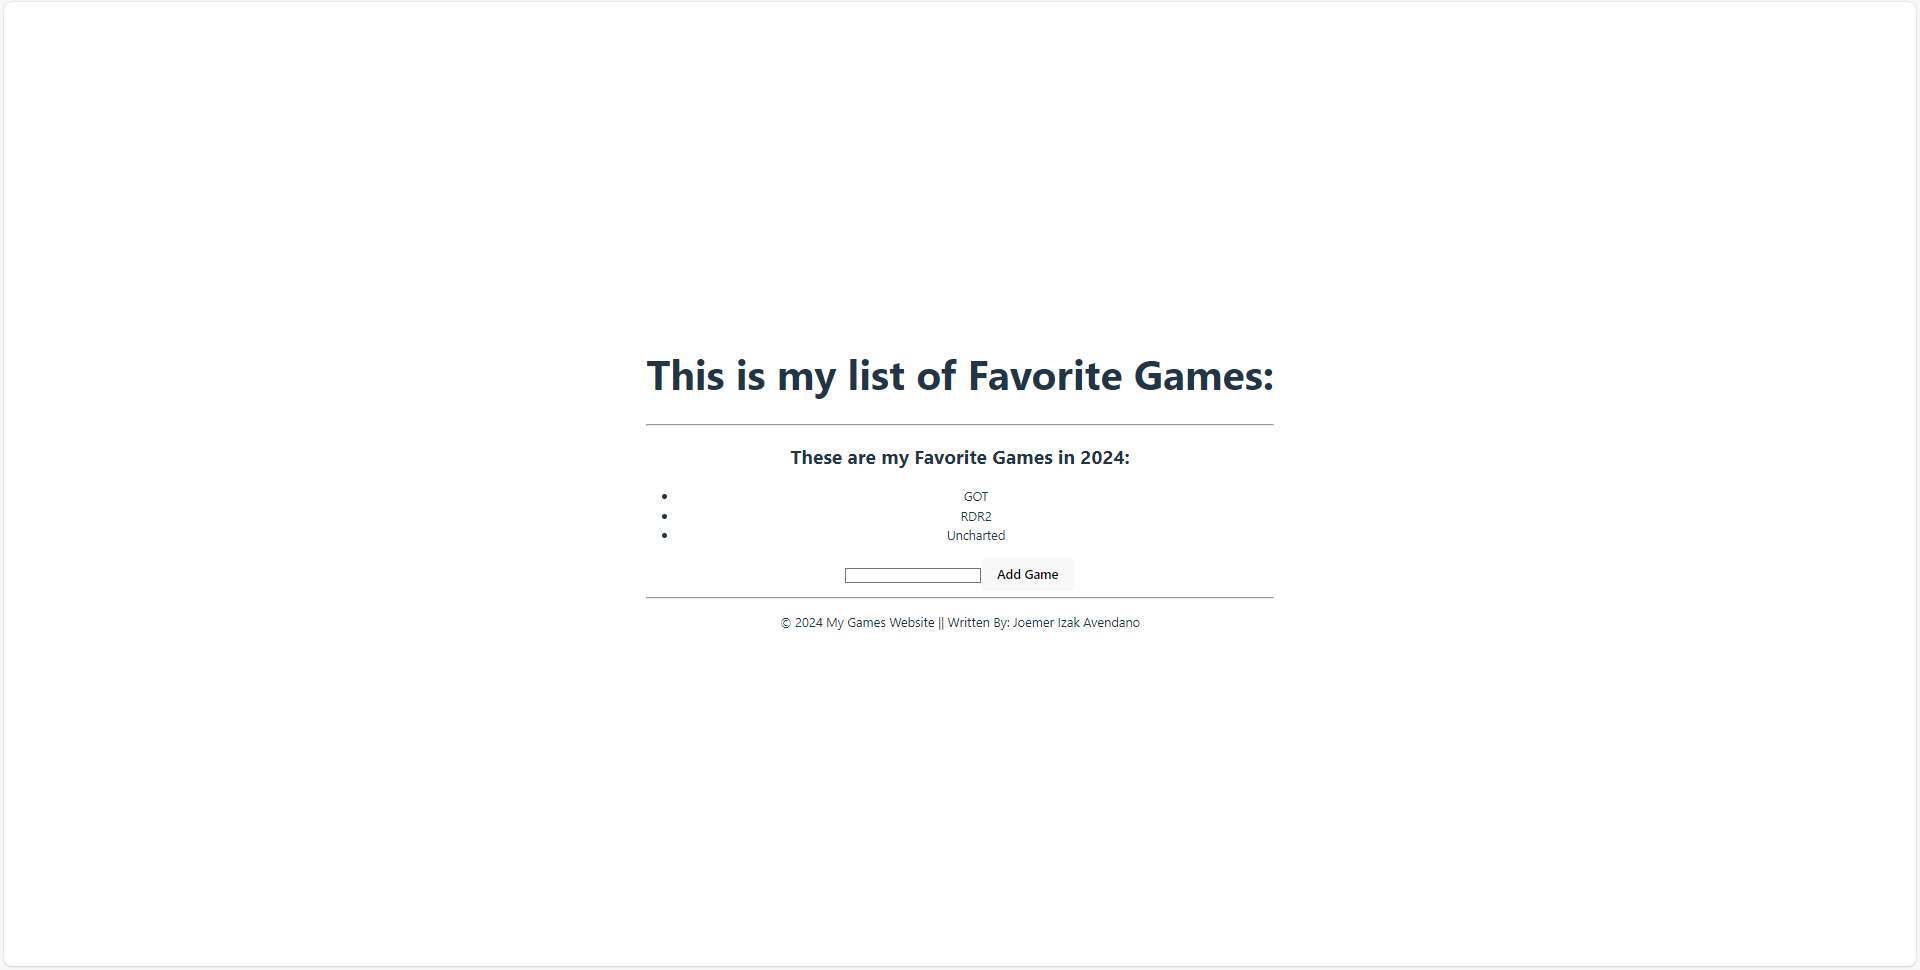 This is my list of Favorite Games:
These are my Favorite Games in 2024:
GOT
RDR2
Uncharted
Add Game
© 2024 My Games Website || Written By: Joemer Izak Avendano